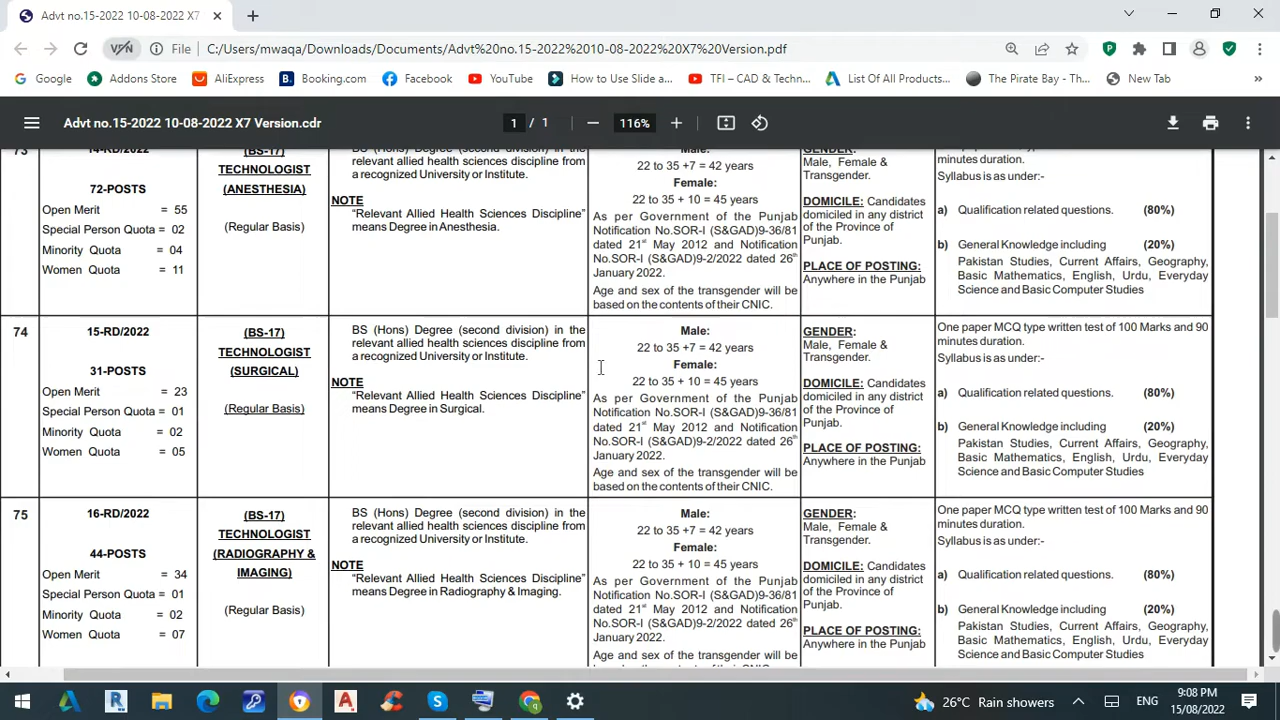 Advt no.15-2022 10-08-2022 X7
VPN File C:/Users/mwaqa/Downloads/Documents/Advt%20no.15-2022%2010-08-2022%20X7%20Version.pdf
Google Addons Store AliExpress Booking.com Facebook YouTube How to Use Slide a... TFI – CAD & Techn... List Of All Products... The Pirate Bay - Th... New Tab »
Advt no.15-2022 10-08-2022 X7 Version.cdr 1 / 1 116%
73
14-RD/2022
72-POSTS
Open Merit = 55
Special Person Quota = 02
Minority Quota = 04
Women Quota = 11
(BS-17)
TECHNOLOGIST
(ANESTHESIA)
(Regular Basis)
BS (Hons) Degree (second division) in the
relevant allied health sciences discipline from
a recognized University or Institute.
NOTE
"Relevant Allied Health Sciences Discipline"
means Degree in Anesthesia.
Male:
22 to 35 +7 = 42 years
Female:
22 to 35 + 10 = 45 years
As per Government of the Punjab
Notification No.SOR-I (S&GAD)9-36/81
dated 21st May 2012 and Notification
No.SOR-I (S&GAD)9-2/2022 dated 26th
January 2022.
Age and sex of the transgender will be
based on the contents of their CNIC.
GENDER:
Male, Female &
Transgender.
DOMICILE: Candidates
domiciled in any district
of the Province of
Punjab.
PLACE OF POSTING:
Anywhere in the Punjab
minutes duration.
Syllabus is as under:-
a) Qualification related questions. (80%)
b) General Knowledge including (20%)
Pakistan Studies, Current Affairs, Geography,
Basic Mathematics, English, Urdu, Everyday
Science and Basic Computer Studies
74
15-RD/2022
31-POSTS
Open Merit = 23
Special Person Quota = 01
Minority Quota = 02
Women Quota = 05
(BS-17)
TECHNOLOGIST
(SURGICAL)
(Regular Basis)
BS (Hons) Degree (second division) in the
relevant allied health sciences discipline from
a recognized University or Institute.
NOTE
"Relevant Allied Health Sciences Discipline"
means Degree in Surgical.
Male:
22 to 35 +7 = 42 years
Female:
22 to 35 + 10 = 45 years
As per Government of the Punjab
Notification No.SOR-I (S&GAD)9-36/81
dated 21st May 2012 and Notification
No.SOR-I (S&GAD)9-2/2022 dated 26th
January 2022.
Age and sex of the transgender will be
based on the contents of their CNIC.
GENDER:
Male, Female &
Transgender.
DOMICILE: Candidates
domiciled in any district
of the Province of
Punjab.
PLACE OF POSTING:
Anywhere in the Punjab
One paper MCQ type written test of 100 Marks and 90
minutes duration.
Syllabus is as under:-
a) Qualification related questions. (80%)
b) General Knowledge including (20%)
Pakistan Studies, Current Affairs, Geography,
Basic Mathematics, English, Urdu, Everyday
Science and Basic Computer Studies
75
16-RD/2022
44-POSTS
Open Merit = 34
Special Person Quota = 01
Minority Quota = 02
Women Quota = 07
(BS-17)
TECHNOLOGIST
(RADIOGRAPHY &
IMAGING)
(Regular Basis)
BS (Hons) Degree (second division) in the
relevant allied health sciences discipline from
a recognized University or Institute.
NOTE
"Relevant Allied Health Sciences Discipline"
means Degree in Radiography & Imaging.
Male:
22 to 35 +7 = 42 years
Female:
22 to 35 + 10 = 45 years
As per Government of the Punjab
Notification No.SOR-I (S&GAD)9-36/81
dated 21st May 2012 and Notification
No.SOR-I (S&GAD)9-2/2022 dated 26th
January 2022.
Age and sex of the transgender will be
GENDER:
Male, Female &
Transgender.
DOMICILE: Candidates
domiciled in any district
of the Province of
Punjab.
PLACE OF POSTING:
Anywhere in the Punjab
One paper MCQ type written test of 100 Marks and 90
minutes duration.
Syllabus is as under:-
a) Qualification related questions. (80%)
b) General Knowledge including (20%)
Pakistan Studies, Current Affairs, Geography,
Basic Mathematics, English, Urdu, Everyday
Science and Basic Computer Studies
26°C Rain showers ENG 9:08 PM
15/08/2022